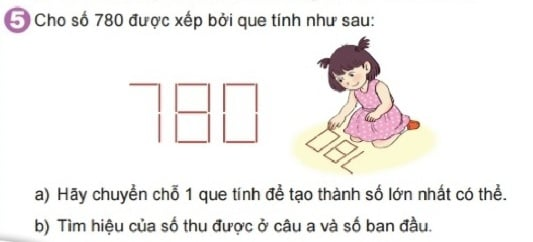 5 Cho số 780 được xếp bởi que tính như sau:
780
780
a) Hãy chuyển chỗ 1 que tính để tạo thành số lớn nhất có thể.
b) Tìm hiệu của số thu được ở câu a và số ban đầu.